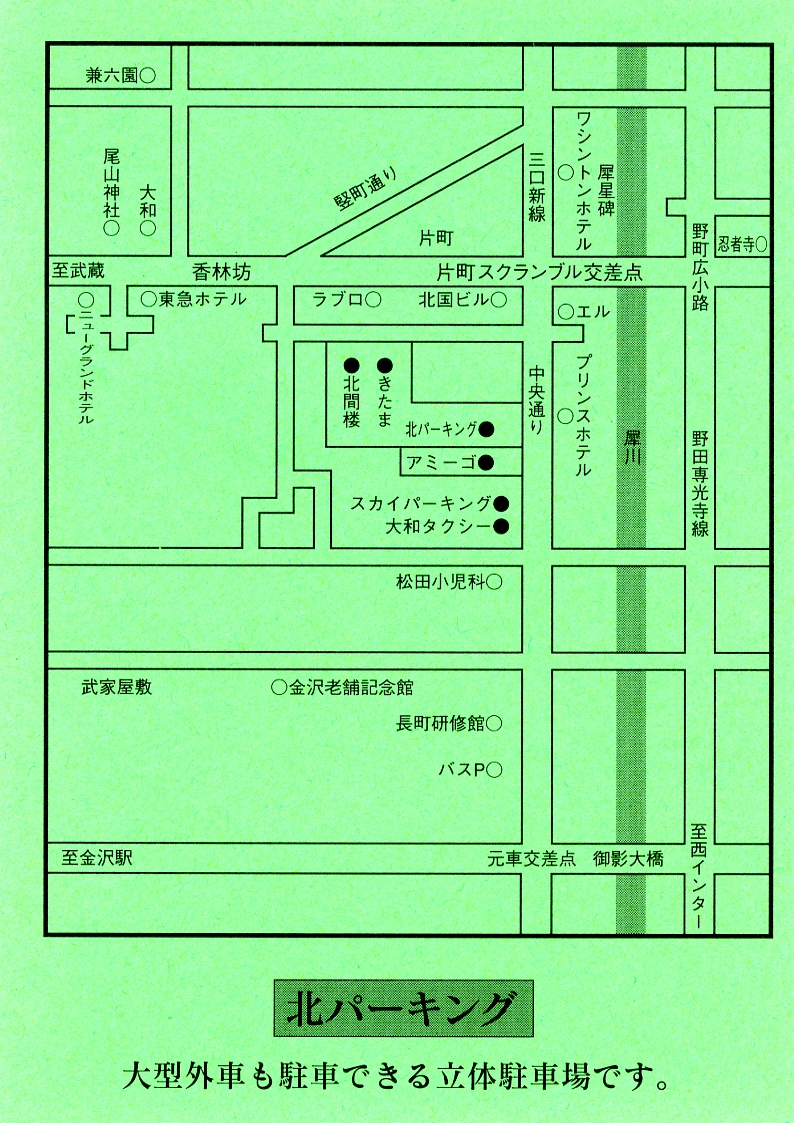 兼六園○
尾山神社○
大和○
竪町通り
片町
三口新線
ワシントンホテル
○
犀星碑
野町広小路
忍者寺○
至武蔵
香林坊
片町スクランブル交差点
○
ニューグランドホテル
○東急ホテル
ラブロ○
北国ビル○
○エル
●北間楼
●きたま
北パーキング●
アミーゴ●
スカイパーキング●
大和タクシー●
中央通り
プリンスホテル
○
犀川
野田専光寺線
松田小児科○
武家屋敷
○金沢老舗記念館
長町研修館○
バスP○
至金沢駅
元車交差点
御影大橋
至西インター
北パーキング
大型外車も駐車できる立体駐車場です。